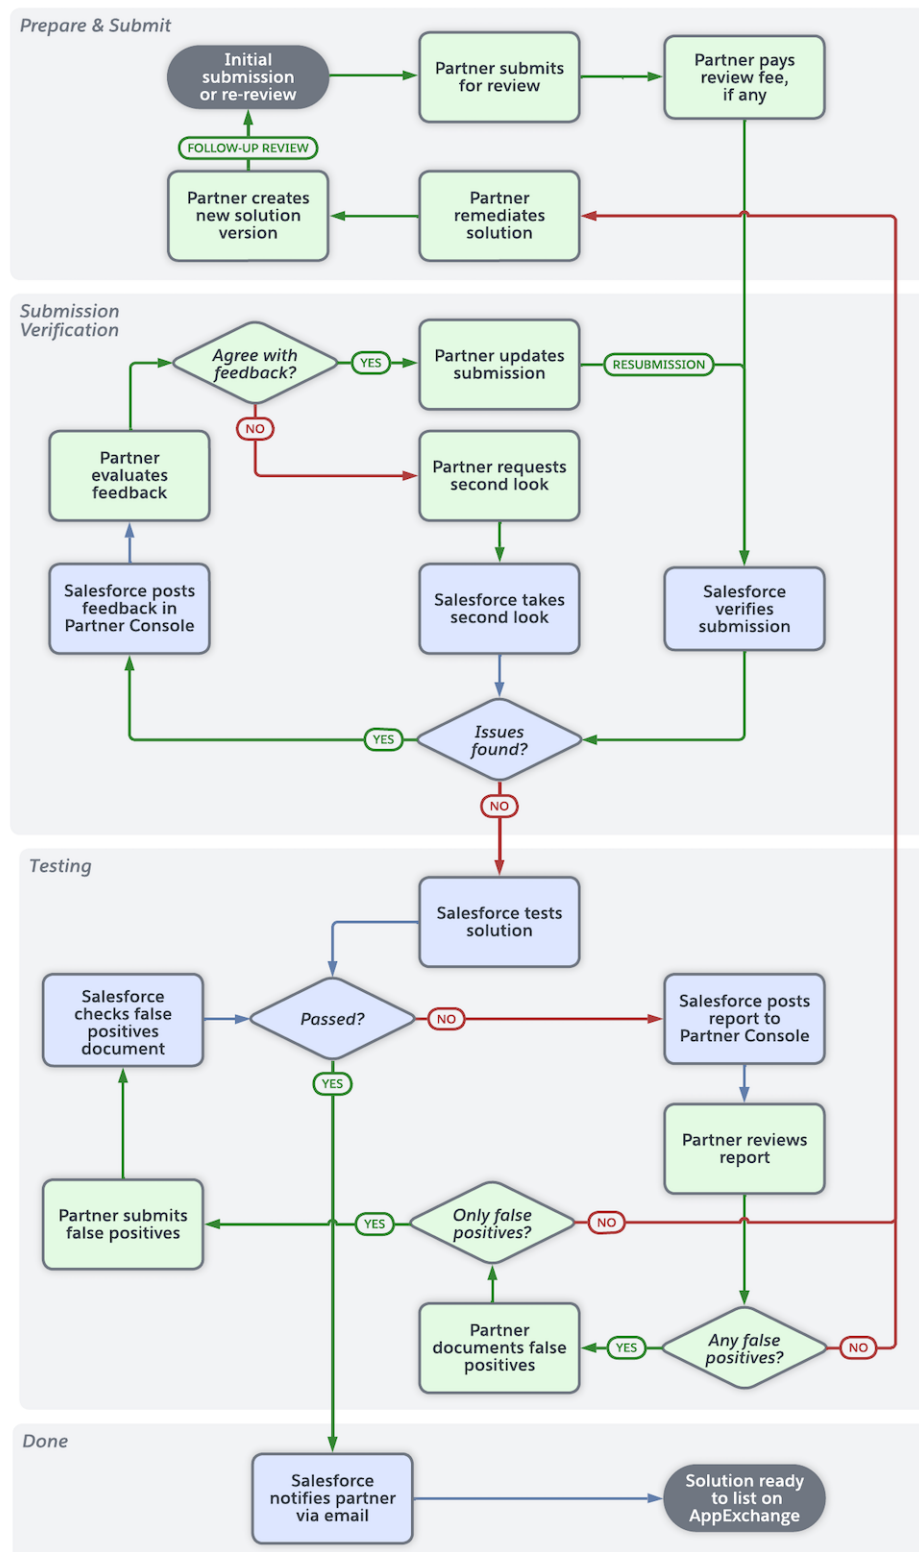 Prepare & Submit
Initial
submission
or re-review
Partner submits
for review
Partner pays
review fee,
if any
FOLLOW-UP REVIEW
Partner creates
new solution
version
Partner
remediates
solution
Submission
Verification
Agree with
feedback?
YES
Partner updates
submission
RESUBMISSION
NO
Partner
evaluates
feedback
Partner requests
second look
Salesforce posts
feedback in
Partner Console
Salesforce takes
second look
Salesforce
verifies
submission
YES
Issues
found?
NO
Testing
Salesforce tests
solution
Salesforce
checks false
positives
document
Passed?
NO
Salesforce posts
report to
Partner Console
YES
Partner reviews
report
Partner submits
false positives
YES
Only false
positives?
NO
Partner
documents false
positives
YES
Any false
positives?
NO
Done
Salesforce
notifies partner
via email
Solution ready
to list on
AppExchange